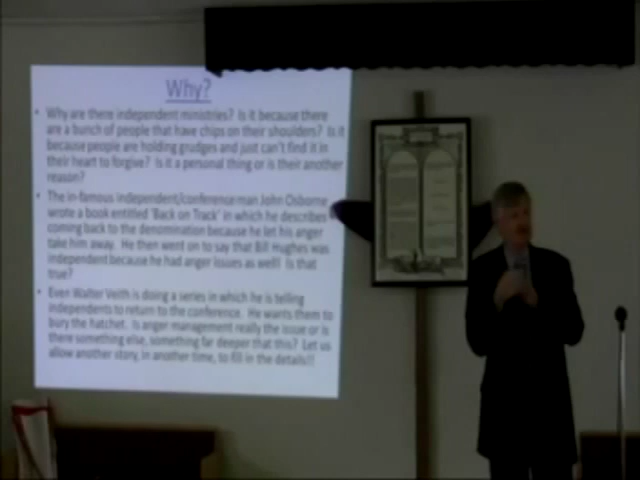 Why?
• Why are there independent ministries? Is it because there
are a bunch of people that have chips on their shoulders? Is it
because people are holding grudges and just can't find it in
their heart to forgive? Is it a personal thing or is their another
reason?
• The in-famous independent/conference man John Osborne
wrote a book entitled 'Back on Track' in which he describes
coming back to the denomination because he let his anger
take him away. He then went on to say that Bill Hughes was
independent because he had anger issues as well! Is that
true?
• Even Walter Veith is doing a series in which he is telling
independents to return to the conference. He wants them to
bury the hatchet. Is anger management really the issue or is
there something else, something far deeper that this? Let us
allow another story, in another time, to fill in the details!!